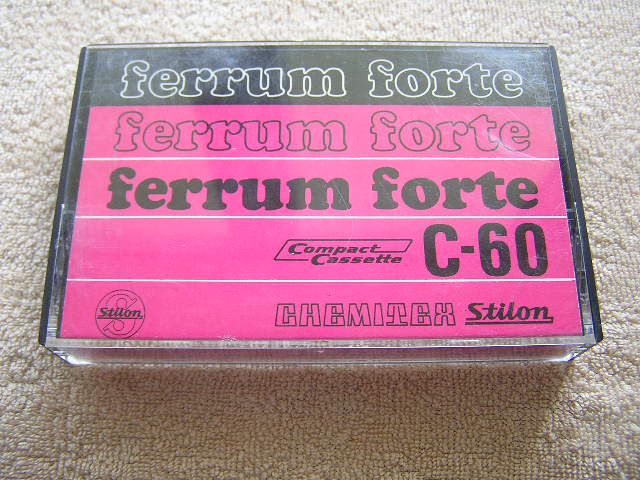 ferrum forte
ferrum forte
ferrum forte
Compact
Cassette
C-60
S
Stilon
CHEMITEX Stilon